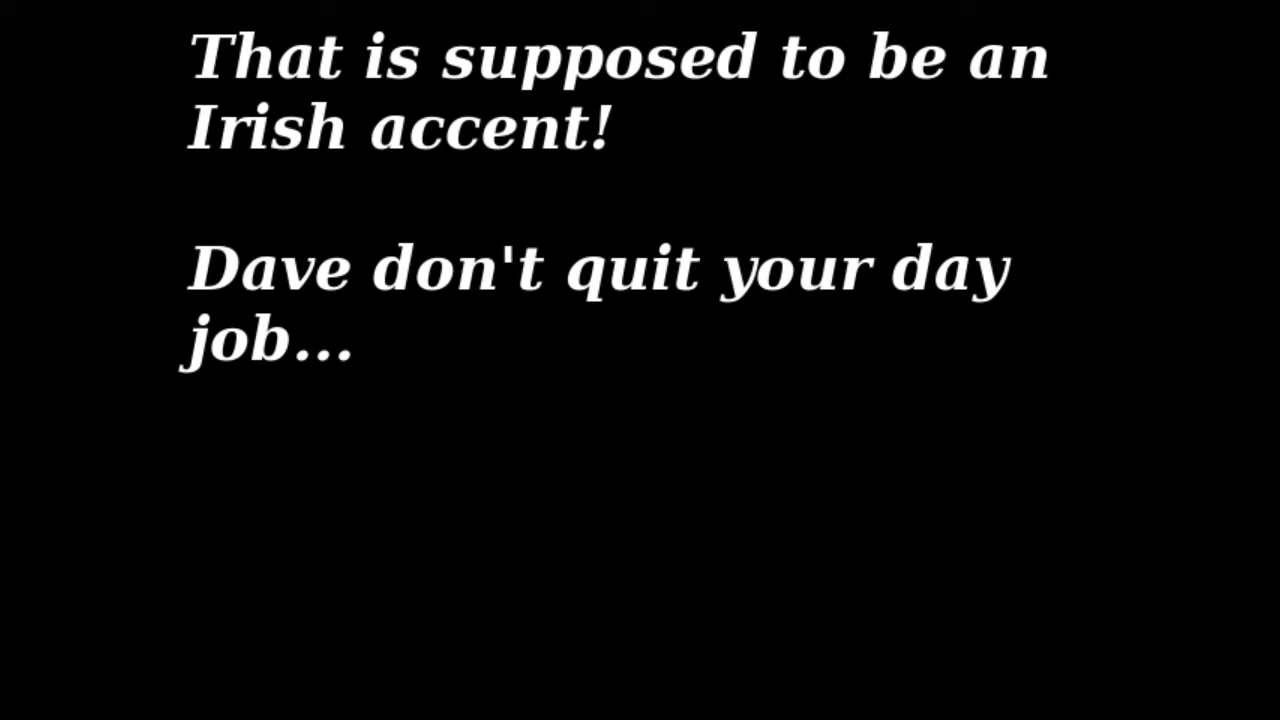 That is supposed to be an
Irish accent!
Dave don't quit your day
job...